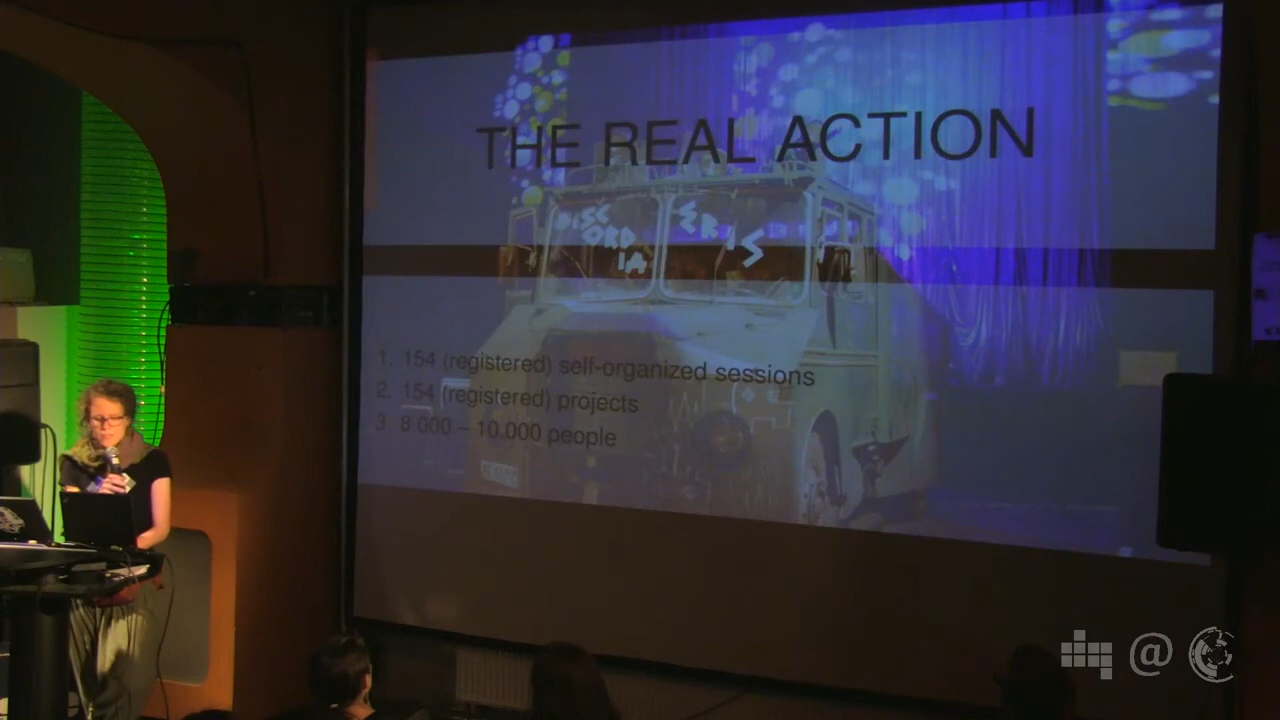 THE REAL ACTION
DISC
ORD
IA
ERIS
1. 154 (registered) self-organized sessions
2. 154 (registered) projects
3 8 000 – 10.000 people
@